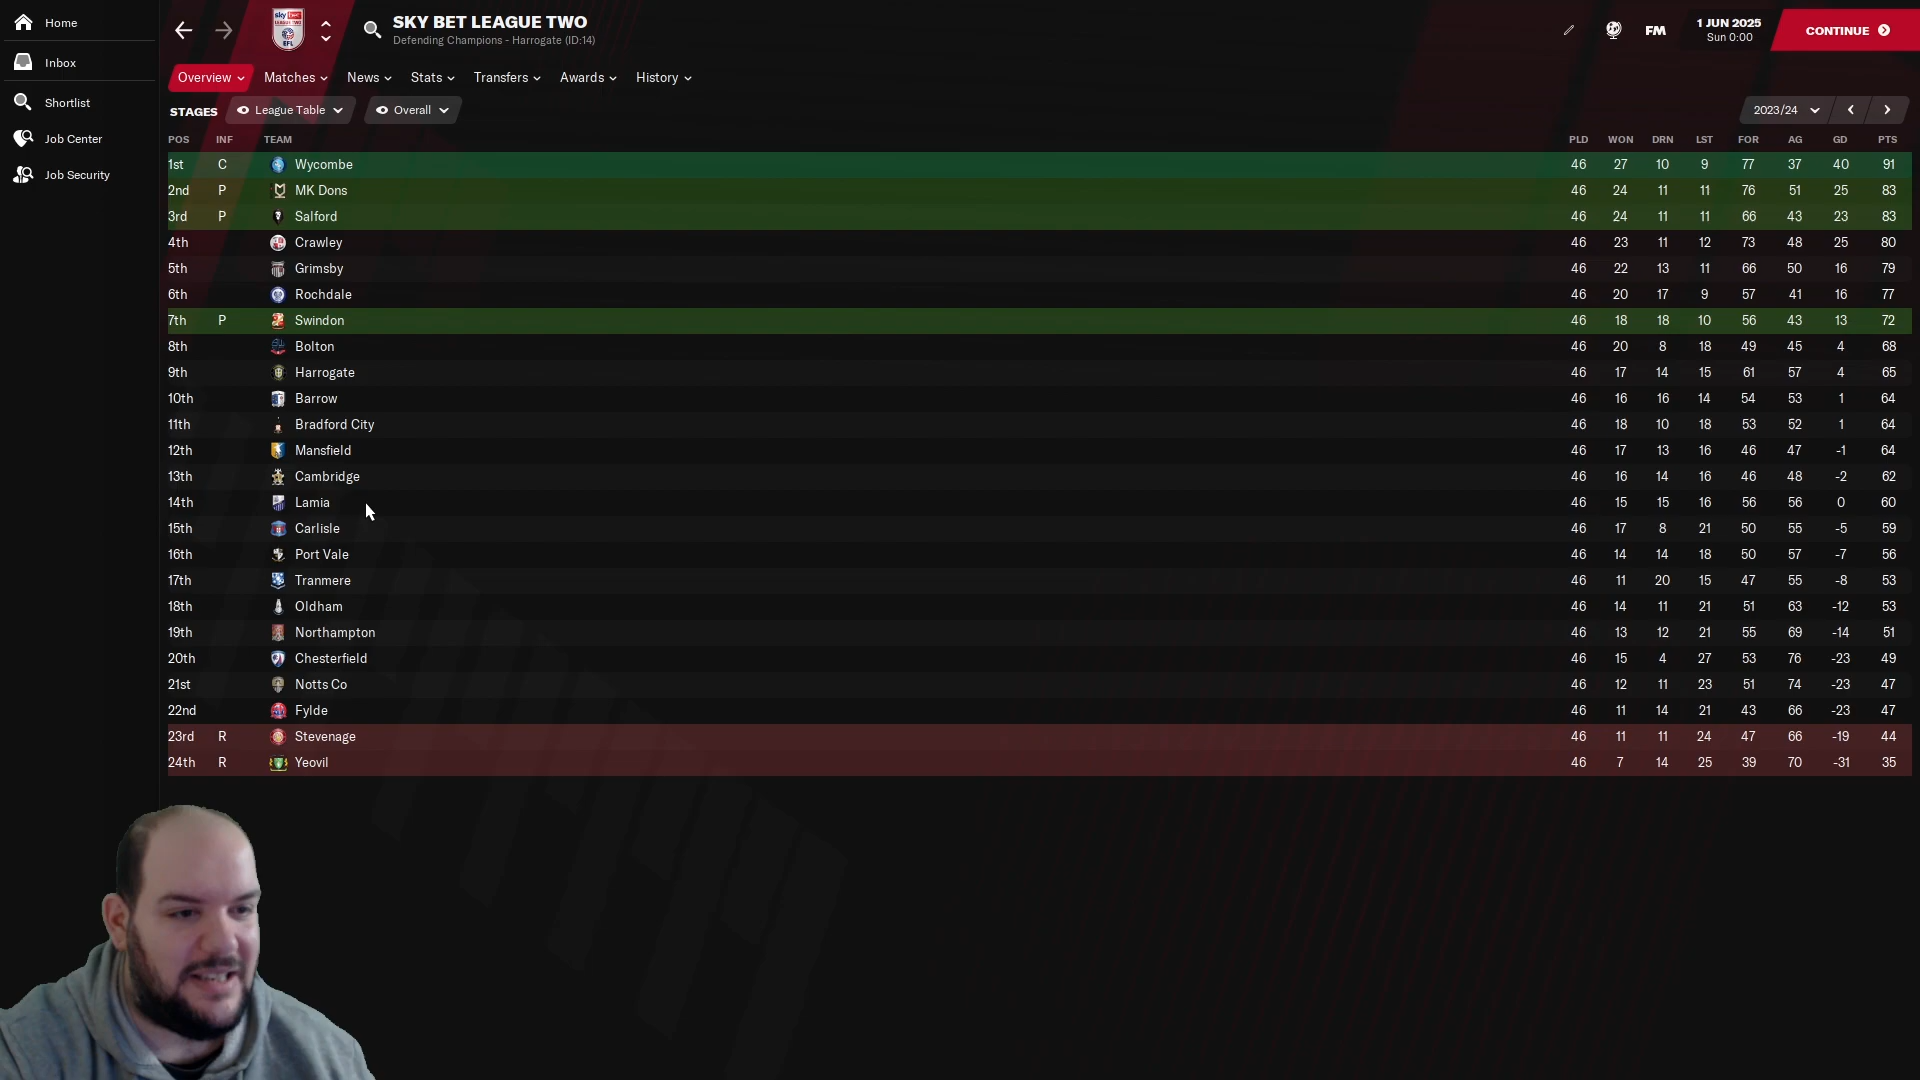 Home
Inbox
Shortlist
Job Center
Job Security
SKY BET LEAGUE TWO
Defending Champions - Harrogate (ID:14)
FM
1 JUN 2025
Sun 0:00
CONTINUE
Overview Matches News Stats Transfers Awards History
STAGES League Table Overall 2023/24
POS INF TEAM PLD WON DRN LST FOR AG GD PTS
1st C Wycombe 46 27 10 9 77 37 40 91
2nd P MK Dons 46 24 11 11 76 51 25 83
3rd P Salford 46 24 11 11 66 43 23 83
4th Crawley 46 23 11 12 73 48 25 80
5th Grimsby 46 22 13 11 66 50 16 79
6th Rochdale 46 20 17 9 57 41 16 77
7th P Swindon 46 18 18 10 56 43 13 72
8th Bolton 46 20 8 18 49 45 4 68
9th Harrogate 46 17 14 15 61 57 4 65
10th Barrow 46 16 16 14 54 53 1 64
11th Bradford City 46 18 10 18 53 52 1 64
12th Mansfield 46 17 13 16 46 47 -1 64
13th Cambridge 46 16 14 16 46 48 -2 62
14th Lamia 46 15 15 16 56 56 0 60
15th Carlisle 46 17 8 21 50 55 -5 59
16th Port Vale 46 14 14 18 50 57 -7 56
17th Tranmere 46 11 20 15 47 55 -8 53
18th Oldham 46 14 11 21 51 63 -12 53
19th Northampton 46 13 12 21 55 69 -14 51
20th Chesterfield 46 15 4 27 53 76 -23 49
21st Notts Co 46 12 11 23 51 74 -23 47
22nd Fylde 46 11 14 21 43 66 -23 47
23rd R Stevenage 46 11 11 24 47 66 -19 44
24th R Yeovil 46 7 14 25 39 70 -31 35